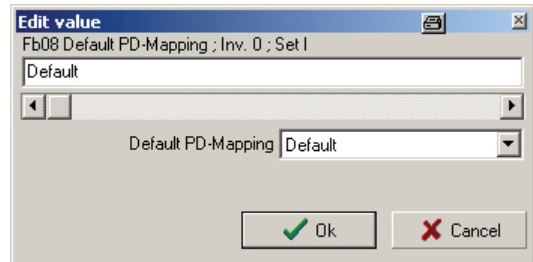 Edit value
Fb08 Default PD-Mapping ; Inv. 0 ; Set I
Default
Default PD-Mapping Default
Ok Cancel